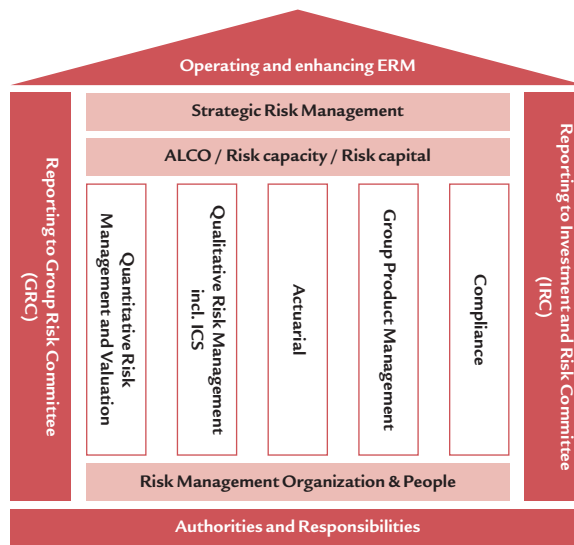 Operating and enhancing ERM
Strategic Risk Management
ALCO / Risk capacity / Risk capital
Reporting to Group Risk Committee
(GRC)
Quantitative Risk
Management and Valuation
Qualitative Risk Management
incl. ICS
Actuarial
Group Product Management
Compliance
Reporting to Investment and Risk Committee
(IRC)
Risk Management Organization & People
Authorities and Responsibilities